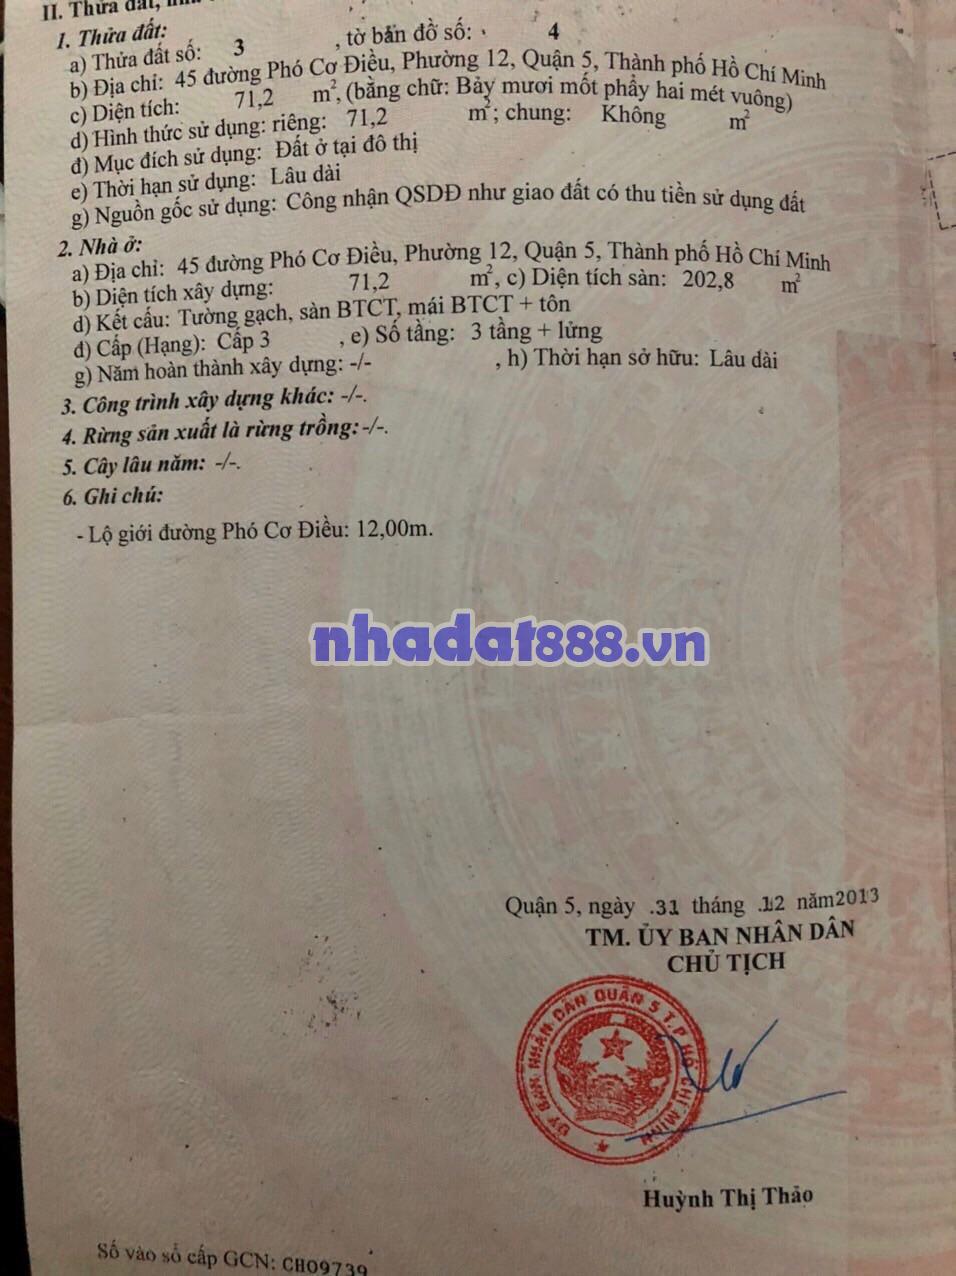 II. Thửa đất,
1. Thửa đất:
a) Thửa đất số: 3 , tờ bản đồ số: 4
b) Địa chỉ: 45 đường Phó Cơ Điều, Phường 12, Quận 5, Thành phố Hồ Chí Minh
c) Diện tích: 71,2 m², (bằng chữ: Bảy mươi mốt phẩy hai mét vuông)
d) Hình thức sử dụng: riêng: 71,2 m²; chung: Không m²
đ) Mục đích sử dụng: Đất ở tại đô thị
e) Thời hạn sử dụng: Lâu dài
g) Nguồn gốc sử dụng: Công nhận QSDĐ như giao đất có thu tiền sử dụng đất
2. Nhà ở:
a) Địa chỉ: 45 đường Phó Cơ Điều, Phường 12, Quận 5, Thành phố Hồ Chí Minh
b) Diện tích xây dựng: 71,2 m², c) Diện tích sàn: 202,8 m²
d) Kết cấu: Tường gạch, sàn BTCT, mái BTCT + tôn
đ) Cấp (Hạng): Cấp 3 , e) Số tầng: 3 tầng + lửng
g) Năm hoàn thành xây dựng: -/- , h) Thời hạn sở hữu: Lâu dài
3. Công trình xây dựng khác: -/-.
4. Rừng sản xuất là rừng trồng: -/-.
5. Cây lâu năm: -/-.
6. Ghi chú:
- Lộ giới đường Phó Cơ Điều: 12,00m.
nhadat888.vn
Quận 5, ngày .31 tháng .12 năm2013
TM. ỦY BAN NHÂN DÂN
CHỦ TỊCH
ỦY BAN NHÂN DÂN QUẬN 5 T.P HỒ CHÍ MINH
Huỳnh Thị Thảo
Số vào sổ cấp GCN: CH09739